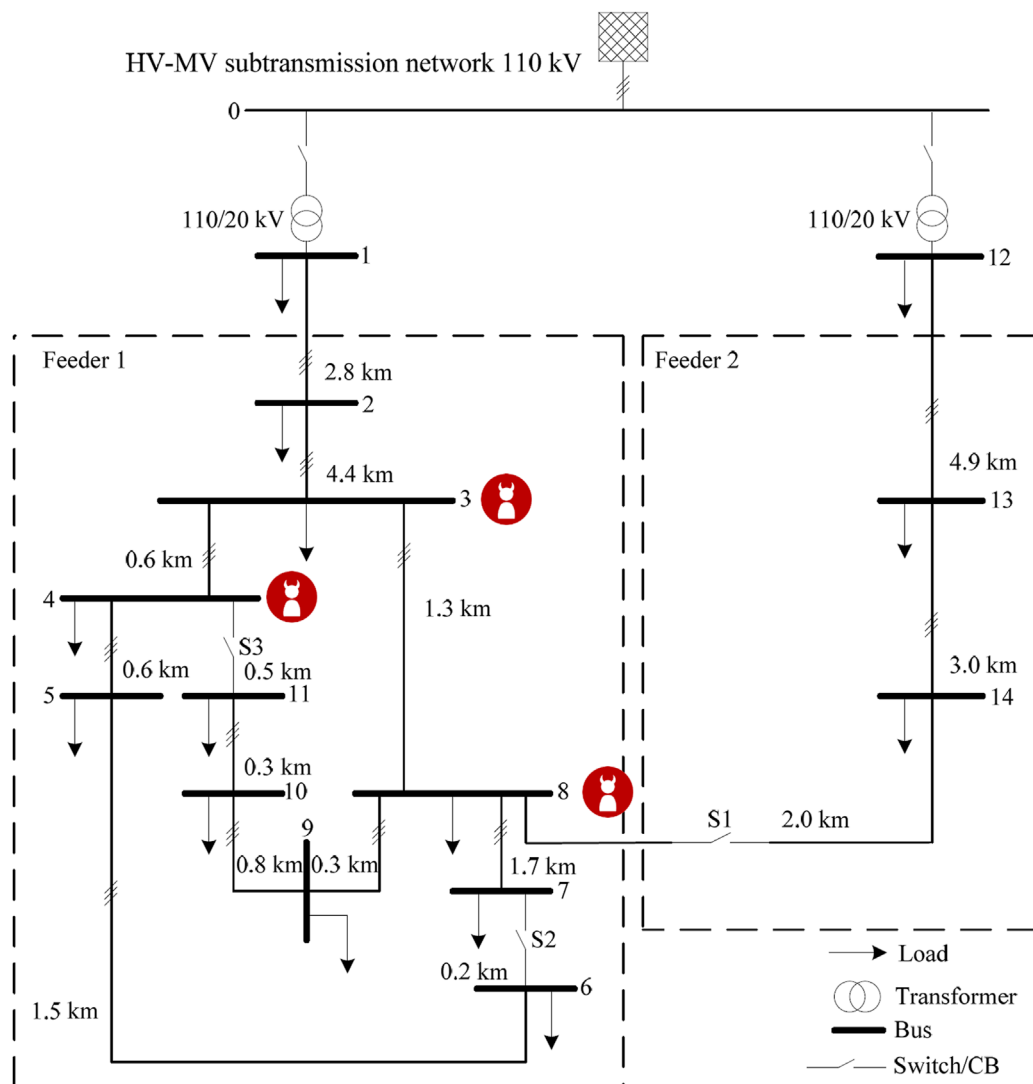 HV-MV subtransmission network 110 kV
0
110/20 kV
110/20 kV
1
12
Feeder 1
Feeder 2
2.8 km
2
4.4 km
4.9 km
3
13
0.6 km
4
1.3 km
S3
0.6 km
0.5 km
3.0 km
5
11
14
0.3 km
10
8
9
S1
2.0 km
0.8 km
0.3 km
1.7 km
7
S2
Load
0.2 km
6
1.5 km
Transformer
Bus
Switch/CB